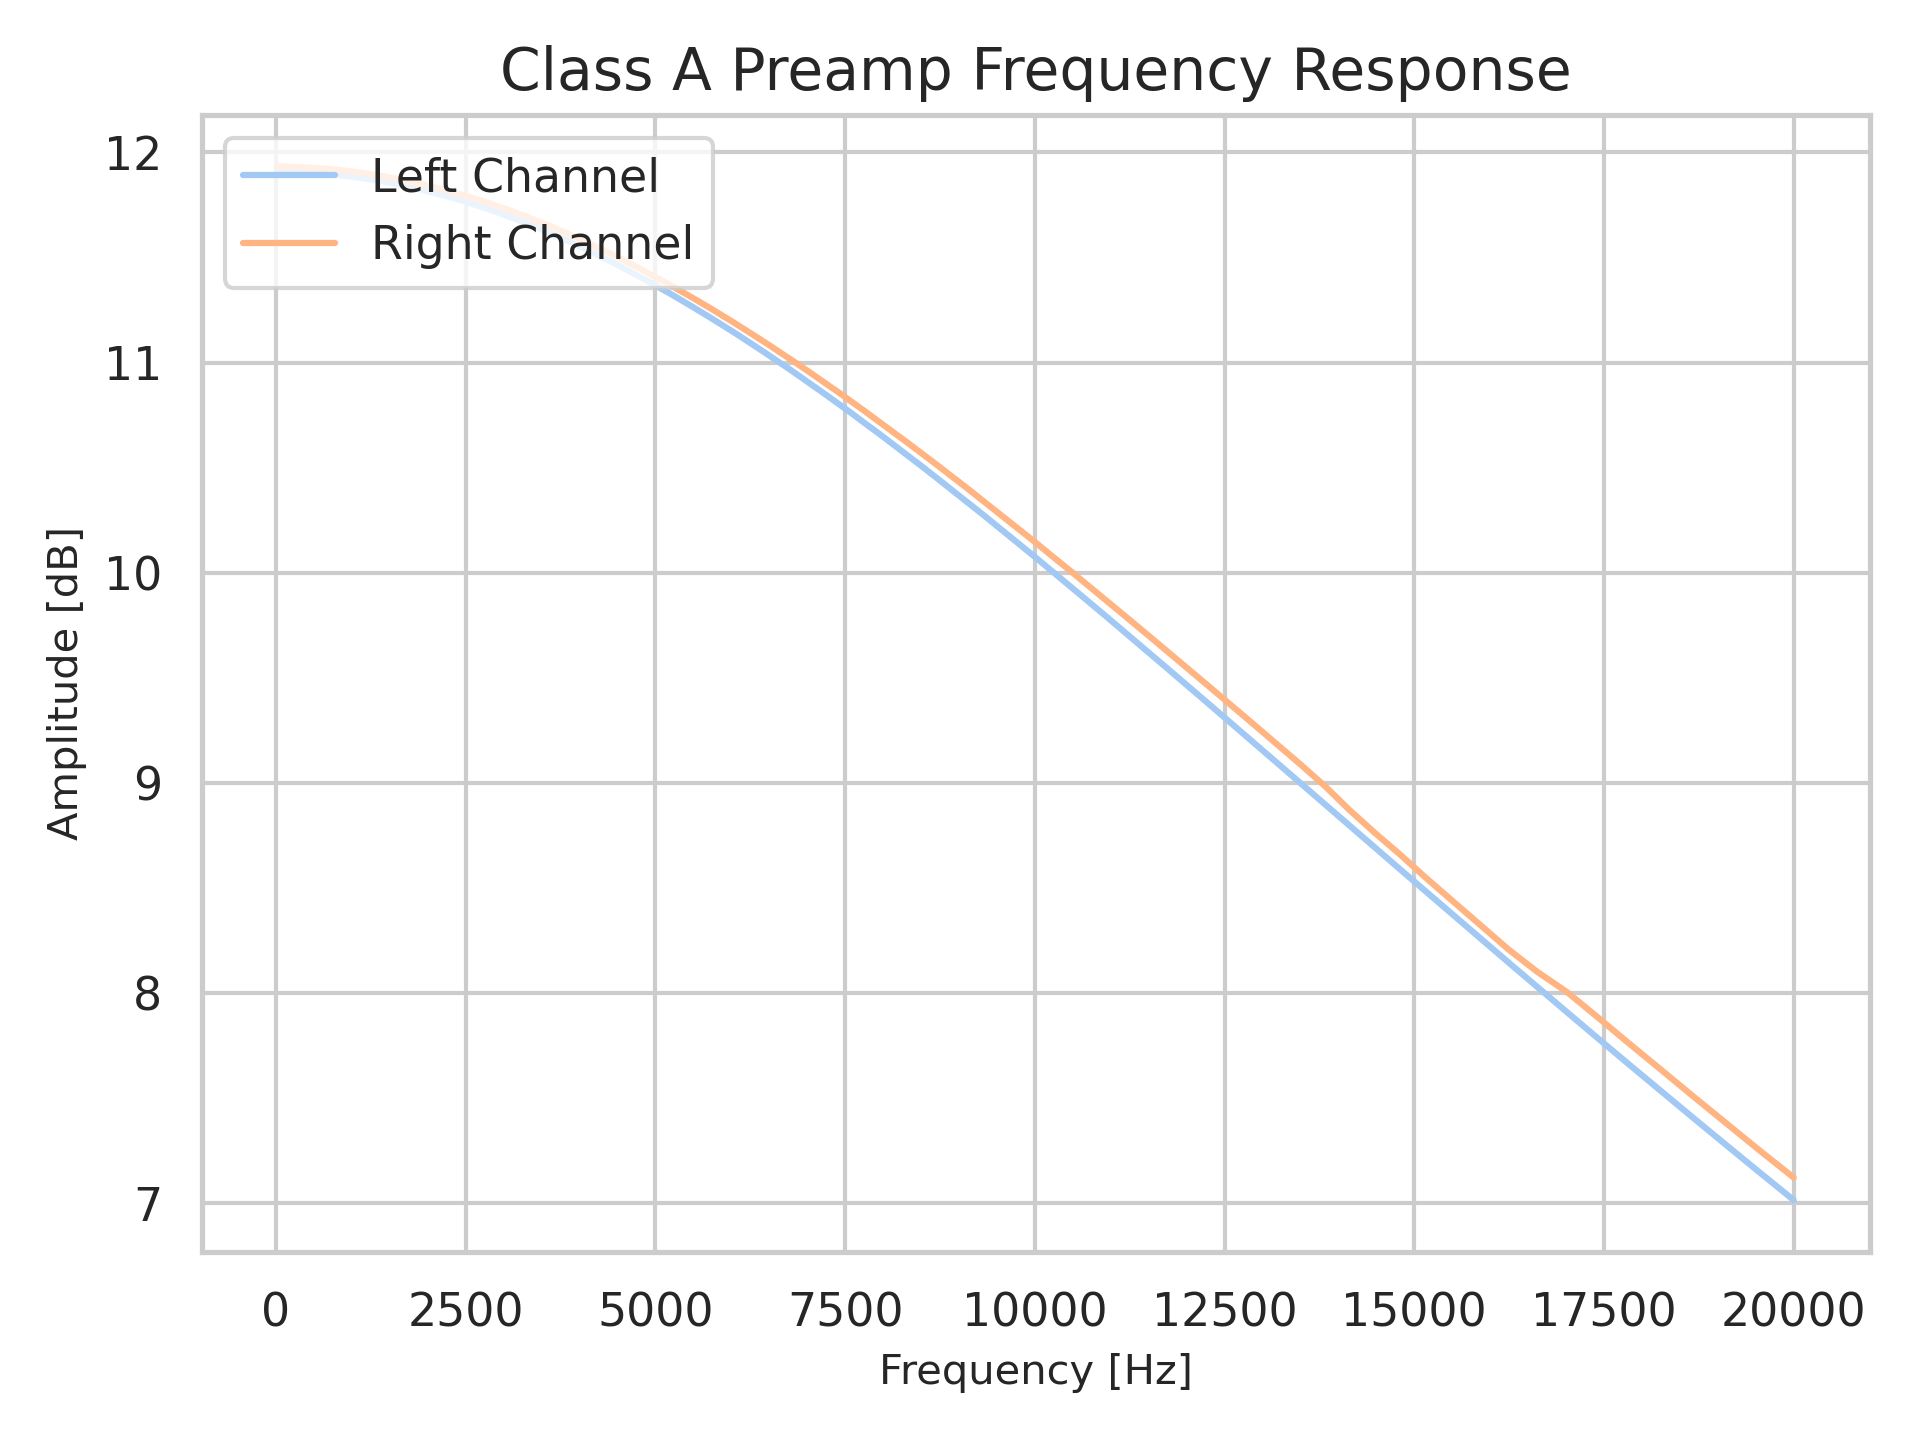 Class A Preamp Frequency Response
Left Channel
Right Channel
12
11
10
9
8
7
Amplitude [dB]
0 2500 5000 7500 10000 12500 15000 17500 20000
Frequency [Hz]